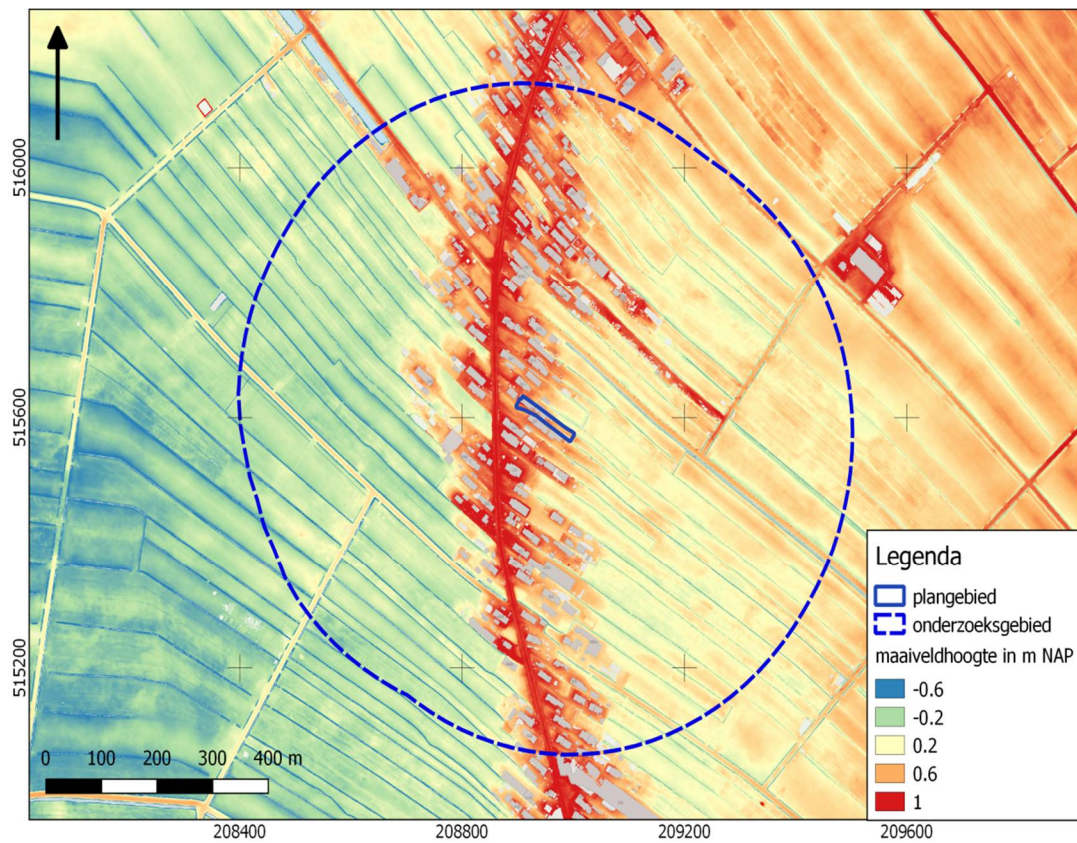 516000
515600
515200
Legenda
plangebied
onderzoeksgebied
maaiveldhoogte in m NAP
-0.6
-0.2
0.2
0.6
1
0 100 200 300 400 m
208400 208800 209200 209600